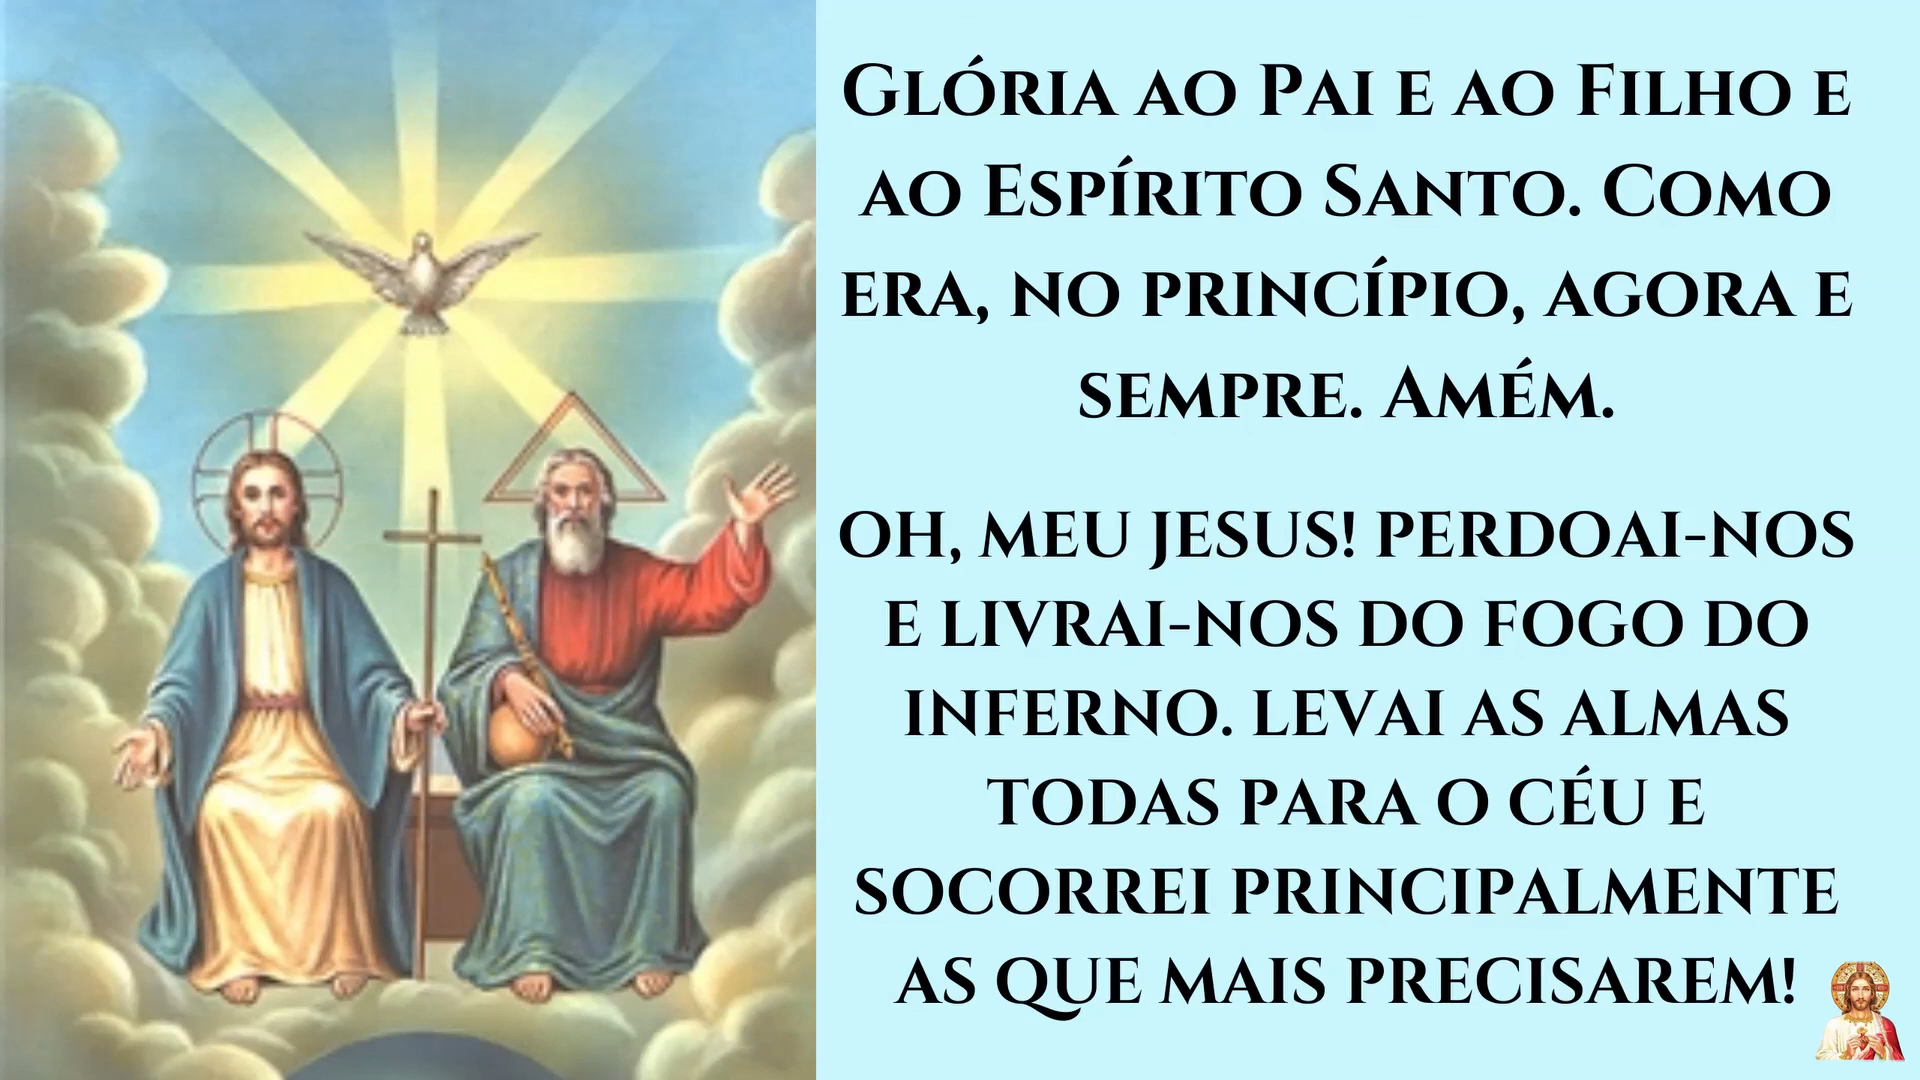 Glória ao Pai e ao Filho e
ao Espírito Santo. Como
era, no princípio, agora e
sempre. Amém.
OH, MEU JESUS! PERDOAI-NOS
E LIVRAI-NOS DO FOGO DO
INFERNO. LEVAI AS ALMAS
TODAS PARA O CÉU E
SOCORREI PRINCIPALMENTE
AS QUE MAIS PRECISAREM!